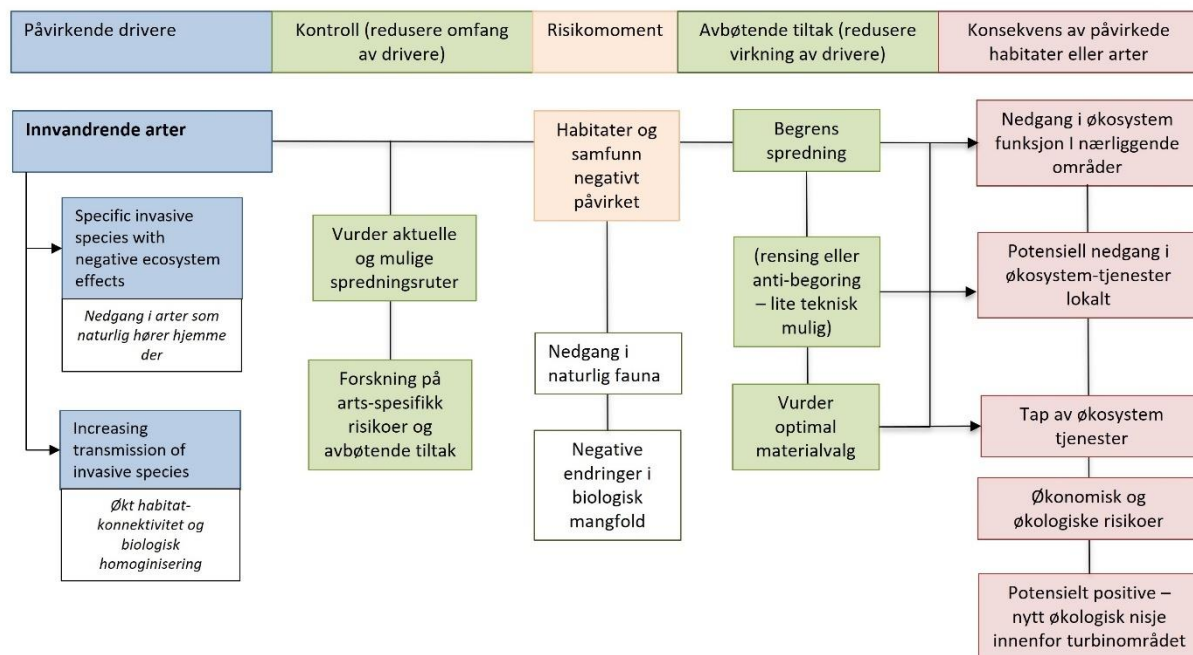 Påvirkende drivere
Kontroll (redusere omfang
av drivere)
Risikomoment
Avbøtende tiltak (redusere
virkning av drivere)
Konsekvens av påvirkede
habitater eller arter
Innvandrende arter
Specific invasive
species with
negative ecosystem
effects
Nedgang i arter som
naturlig hører hjemme
der
Increasing
transmission of
invasive species
Økt habitat-
konnektivitet og
biologisk
homoginisering
Vurder aktuelle
og mulige
spredningsruter
Forskning på
arts-spesifikk
risikoer og
avbøtende tiltak
Habitater og
samfunn
negativt
påvirket
Nedgang i
naturlig fauna
Negative
endringer i
biologisk
mangfold
Begrens
spredning
(rensing eller
anti-begoring
– lite teknisk
mulig)
Vurder
optimal
materialvalg
Nedgang i økosystem
funksjon I nærliggende
områder
Potensiell nedgang i
økosystem-tjenester
lokalt
Tap av økosystem
tjenester
Økonomisk og
økologiske risikoer
Potensielt positive –
nytt økologisk nisje
innenfor turbinområdet